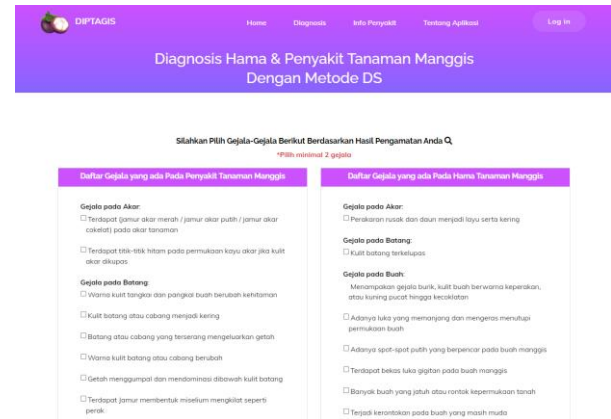 DIPTAGIS
Home
Diagnosis
Info Penyakit
Tentang Aplikasi
Log In
Diagnosis Hama & Penyakit Tanaman Manggis
Dengan Metode DS
Silahkan Pilih Gejala-Gejala Berikut Berdasarkan Hasil Pengamatan Anda
*Pilih minimal 2 gejala
Daftar Gejala yang ada Pada Penyakit Tanaman Manggis
Gejala pada Akar:
Terdapat (jamur akar merah / jamur akar putih / jamur akar
cokelat) pada akar tanaman
Terdapat titik-titik hitam pada permukaan kayu akar jika kulit
akar dikupas
Gejala pada Batang:
Warna kulit tangkai dan pangkal buah berubah kehitaman
Kulit batang atau cabang menjadi kering
Batang atau cabang yang terserang mengeluarkan getah
Warna kulit batang atau cabang berubah
Getah menggumpal dan mendominasi dibawah kulit batang
Terdapat Jamur membentuk miselium mengkilat seperti
perak
Daftar Gejala yang ada Pada Hama Tanaman Manggis
Gejala pada Akar:
Perakaran rusak dan daun menjadi layu serta kering
Gejala pada Batang:
Kulit batang terkelupas
Gejala pada Buah:
Menampakan gejala burik, kulit buah berwarna keperakan,
atau kuning pucat hingga kecoklatan
Adanya luka yang memanjang dan mengeras menutupi
permukaan buah
Adanya spot-spot putih yang berpencar pada buah manggis
Terdapat bekas luka gigitan pada buah manggis
Banyak buah yang jatuh atau rontok kepermukaan tanah
Terjadi kerontokan pada buah yang masih muda